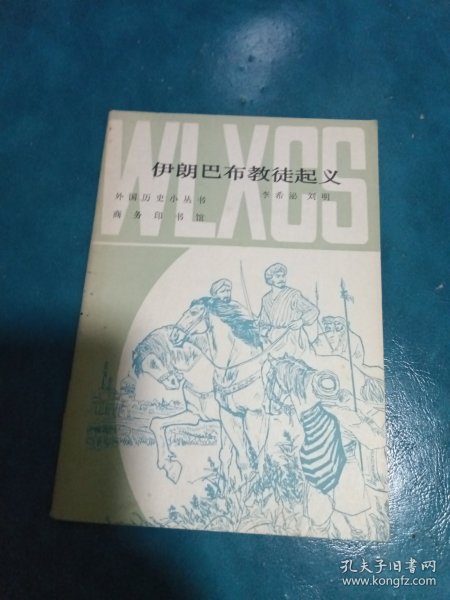 WLXCS
伊朗巴布教徒起义
外国历史小丛书 李希泌 刘明
商务印书馆
孔夫子旧书网
www.kongfz.com